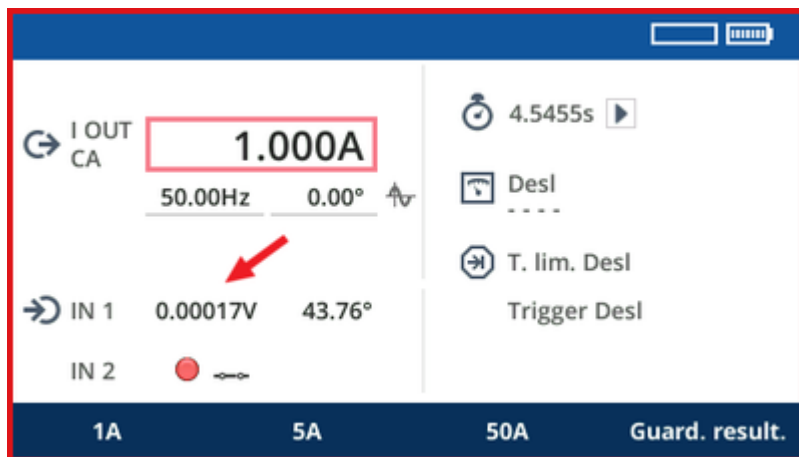 I OUT
CA
1.000A
50.00Hz 0.00°
IN 1 0.00017V 43.76°
IN 2
4.5455s
Desl
----
T. lim. Desl
Trigger Desl
1A 5A 50A Guard. result.